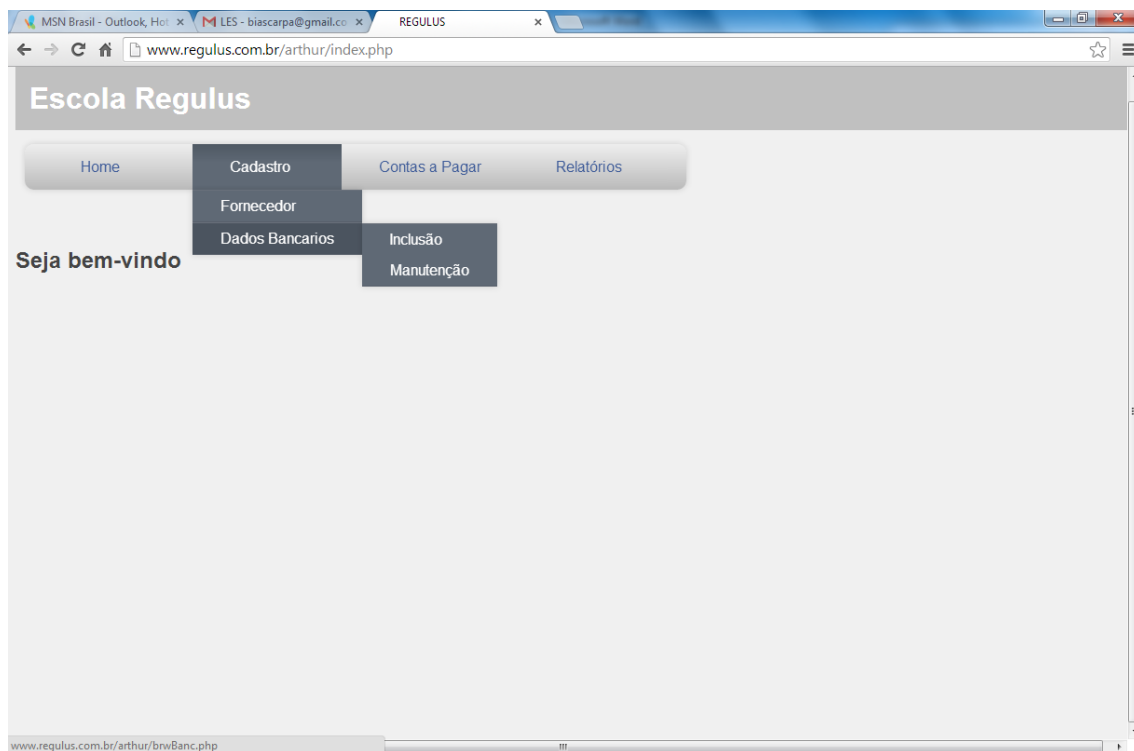 MSN Brasil - Outlook, Hot
LES - biascarpa@gmail.co
REGULUS
www.regulus.com.br/arthur/index.php
Escola Regulus
Home Cadastro Contas a Pagar Relatórios
Fornecedor
Dados Bancarios Inclusão
Seja bem-vindo
Manutenção
www.regulus.com.br/arthur/brwBanc.php